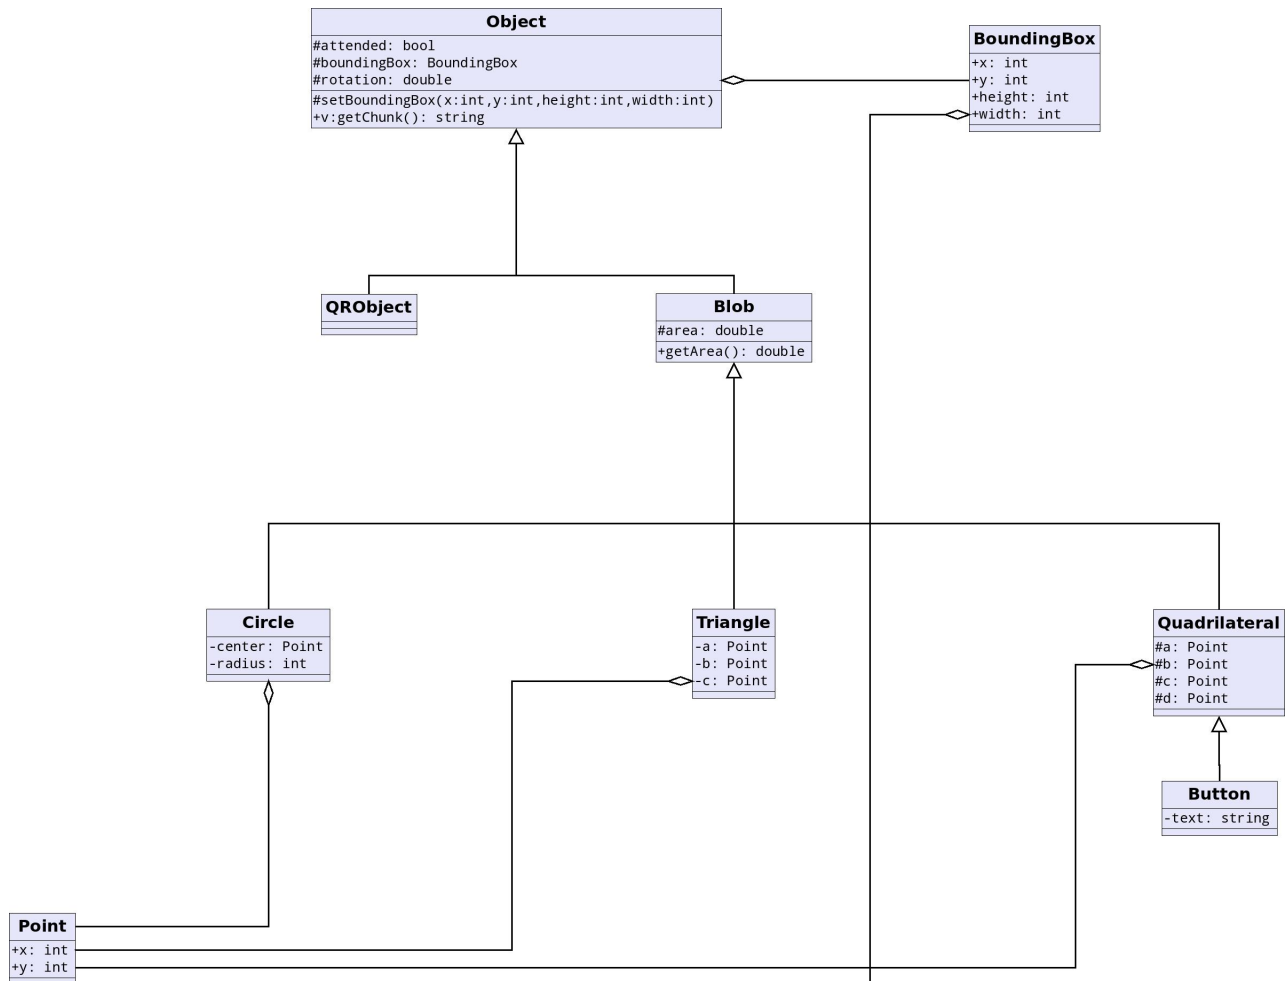 Object
#attended: bool
#boundingBox: BoundingBox
#rotation: double
#setBoundingBox(x:int,y:int,height:int,width:int)
+v:getChunk(): string
BoundingBox
+x: int
+y: int
+height: int
+width: int
QRObject
Blob
#area: double
+getArea(): double
Circle
-center: Point
-radius: int
Triangle
-a: Point
-b: Point
-c: Point
Quadrilateral
#a: Point
#b: Point
#c: Point
#d: Point
Button
-text: string
Point
+x: int
+y: int